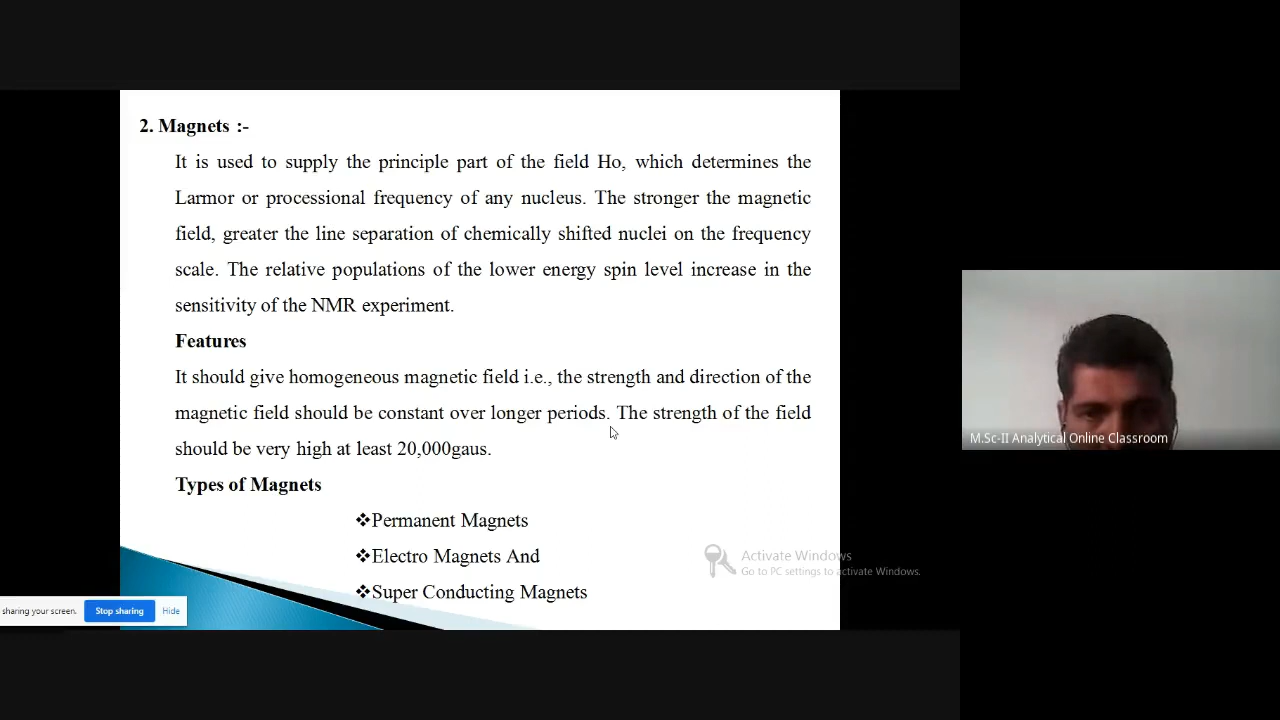 2. Magnets :-
It is used to supply the principle part of the field Ho, which determines the
Larmor or processional frequency of any nucleus. The stronger the magnetic
field, greater the line separation of chemically shifted nuclei on the frequency
scale. The relative populations of the lower energy spin level increase in the
sensitivity of the NMR experiment.
Features
It should give homogeneous magnetic field i.e., the strength and direction of the
magnetic field should be constant over longer periods. The strength of the field
should be very high at least 20,000gaus.
Types of Magnets
❖Permanent Magnets
❖Electro Magnets And
❖Super Conducting Magnets
Activate Windows
Go to PC settings to activate Windows.
sharing your screen.
Stop sharing
Hide
M.Sc-II Analytical Online Classroom